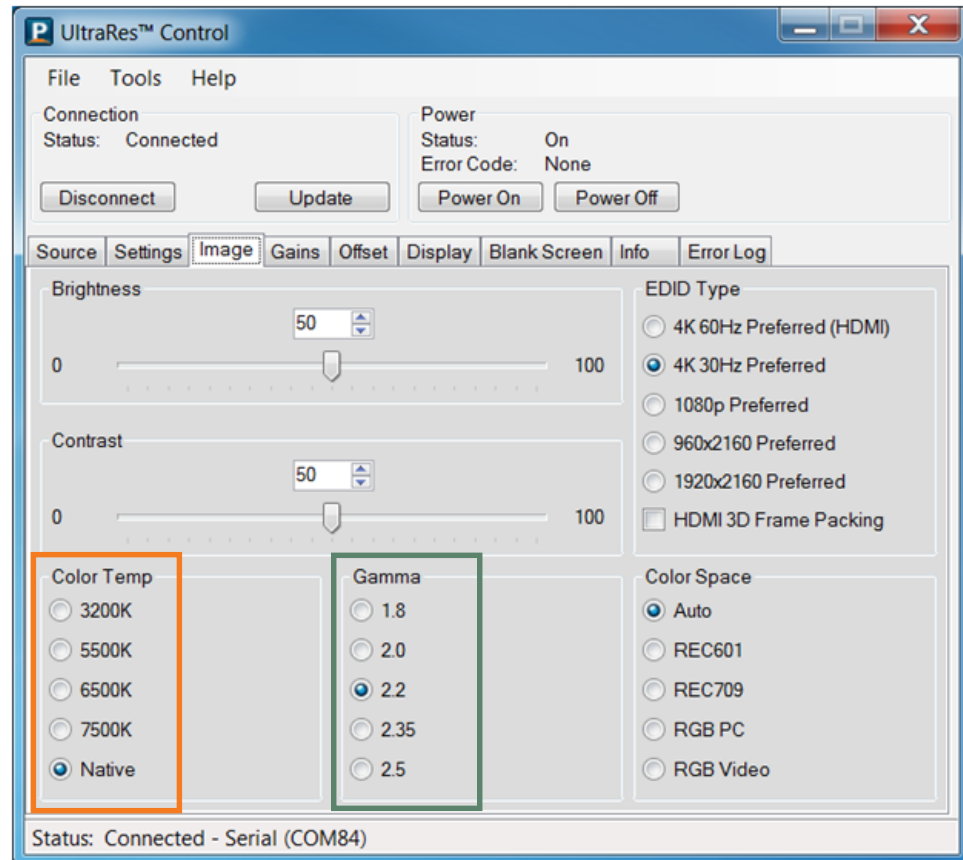 P UltraRes™ Control
File Tools Help
Connection
Status: Connected
Disconnect Update
Power
Status: On
Error Code: None
Power On Power Off
Source Settings Image Gains Offset Display Blank Screen Info Error Log
Brightness
50
0 100
Contrast
50
0 100
EDID Type
4K 60Hz Preferred (HDMI)
4K 30Hz Preferred
1080p Preferred
960x2160 Preferred
1920x2160 Preferred
HDMI 3D Frame Packing
Color Temp
3200K
5500K
6500K
7500K
Native
Gamma
1.8
2.0
2.2
2.35
2.5
Color Space
Auto
REC601
REC709
RGB PC
RGB Video
Status: Connected - Serial (COM84)